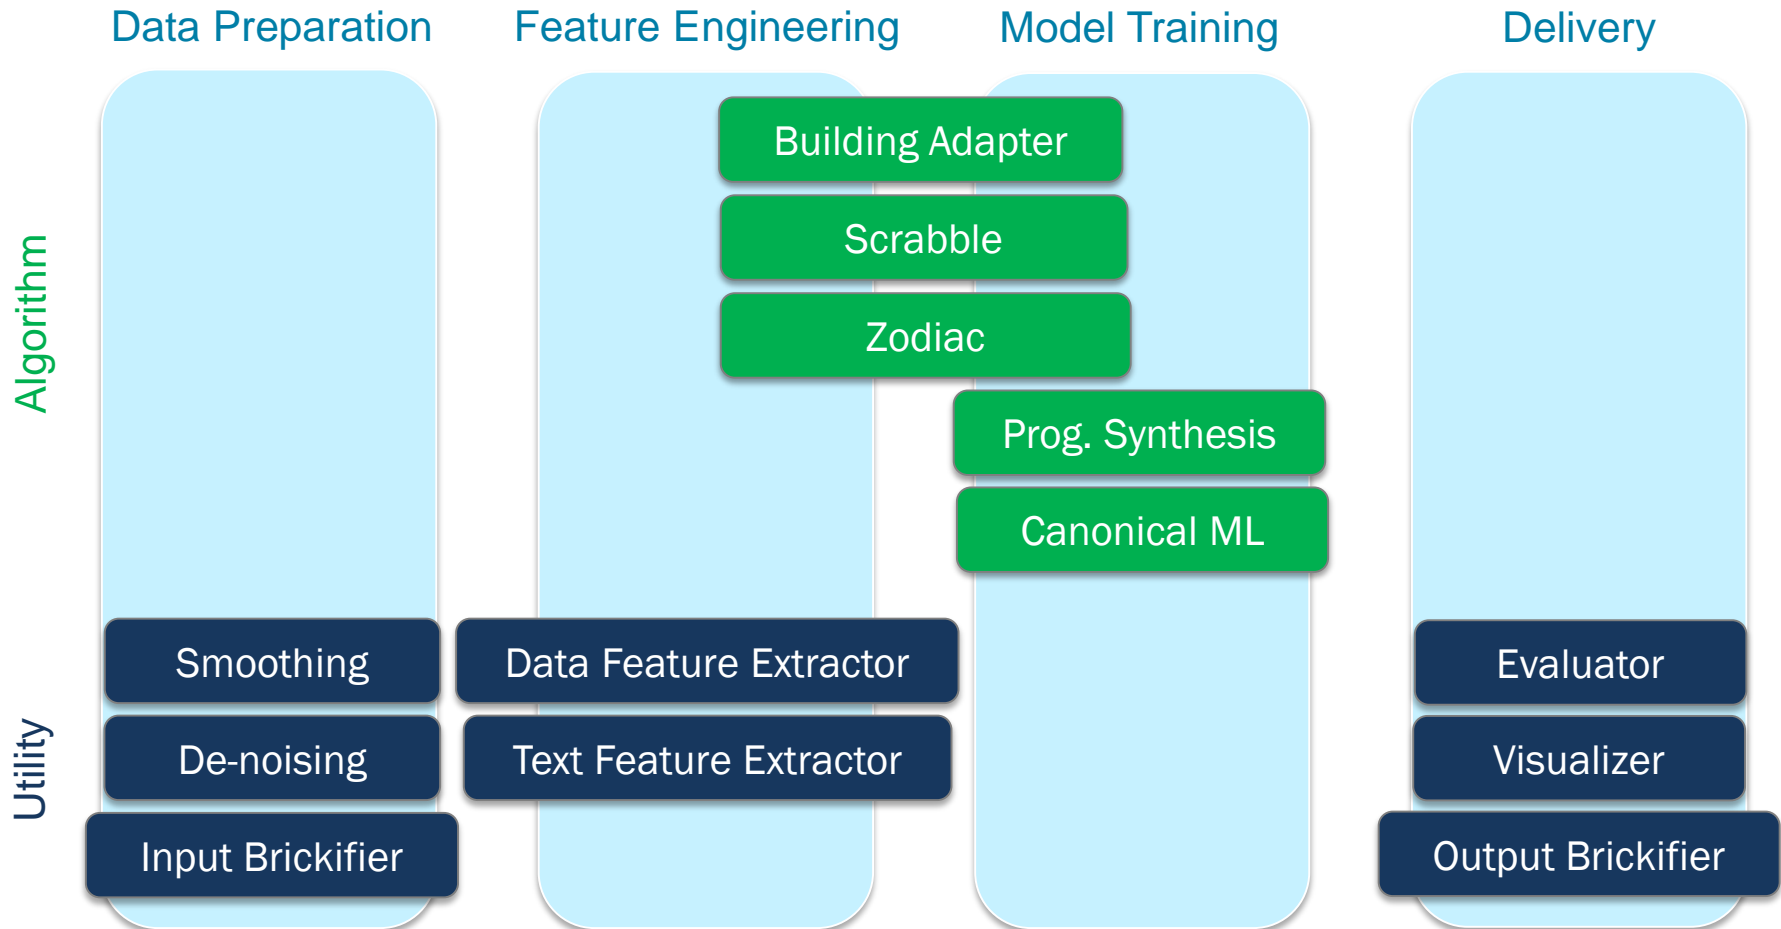 Data Preparation
Feature Engineering
Model Training
Delivery
Algorithm
Building Adapter
Scrabble
Zodiac
Prog. Synthesis
Canonical ML
Utility
Smoothing
Data Feature Extractor
Evaluator
De-noising
Text Feature Extractor
Visualizer
Input Brickifier
Output Brickifier